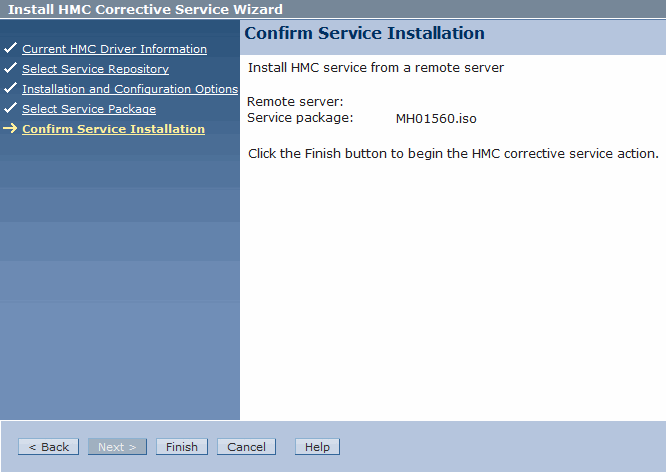 Install HMC Corrective Service Wizard
Current HMC Driver Information
Select Service Repository
Installation and Configuration Options
Select Service Package
Confirm Service Installation
Confirm Service Installation
Install HMC service from a remote server
Remote server:
Service package: MH01560.iso
Click the Finish button to begin the HMC corrective service action.
< Back Next > Finish Cancel Help